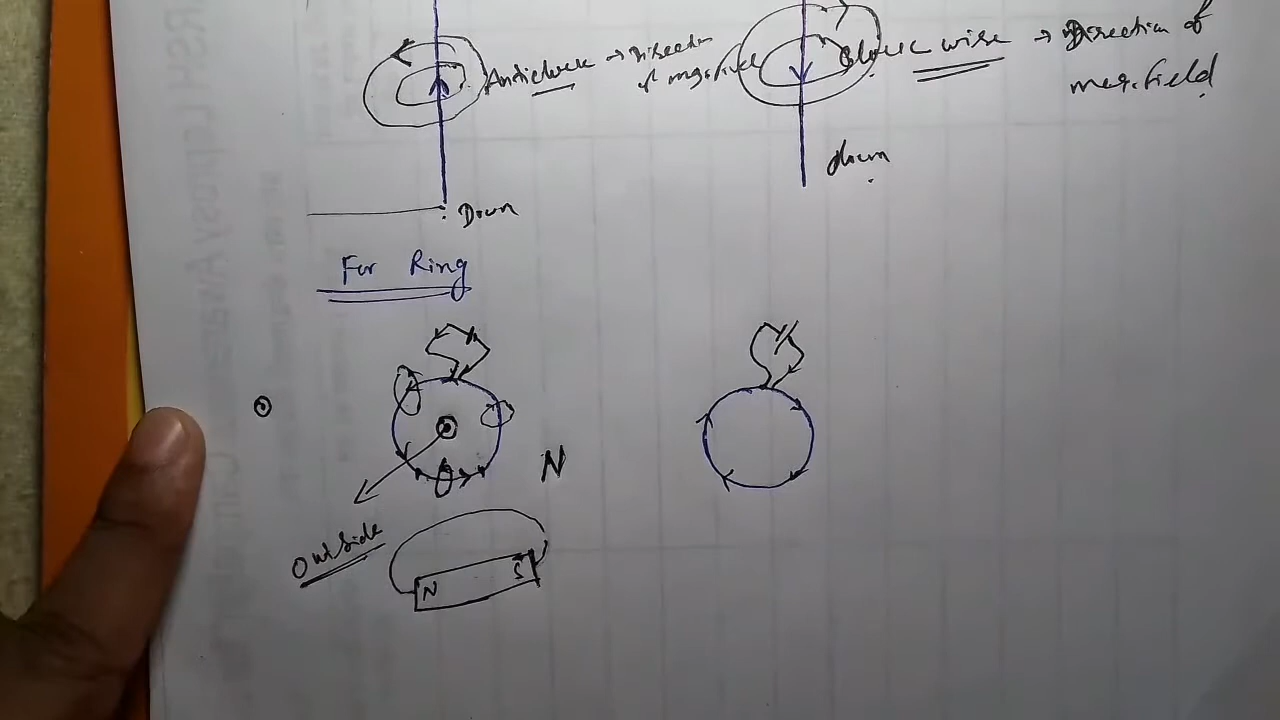 Anticlock → Direction
of mag. field
Clock wise → Direction of
mag. field
Down
down
For Ring
N
Outside
N S